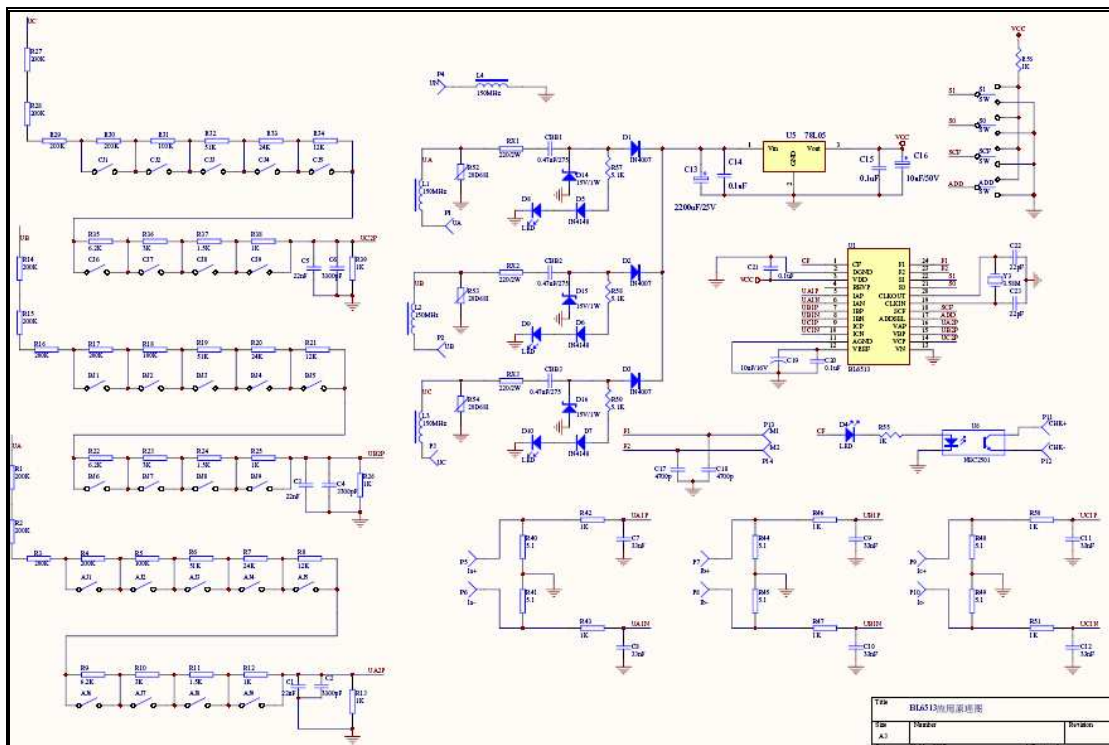 UC
R27
200K
R28
200K
R29 R30 R31 R32 R33 R34
200K 200K 100K 51K 24K 12K
CJ1 CJ2 CJ3 CJ4 CJ5
R35 R36 R37 R38
6.2K 3K 1.5K 1K
CJ6 CJ7 CJ8 CJ9
C5
22nF
C6
3300pF
UC2P
R39
1K
UB
R14
200K
R15
200K
R16 R17 R18 R19 R20 R21
200K 51K 24K 12K
BJ1 BJ2 BJ3 BJ4 BJ5
R22 R23 R24 R25
6.2K 3K 1.5K 1K
BJ6 BJ7 BJ8 BJ9
C3
22nF
C4
3300pF
UB2P
R26
1K
UA
R1
200K
R2
200K
R3 R4 R5 R6 R7 R8
200K 200K 100K 51K 24K 12K
AJ1 AJ2 AJ3 AJ4 AJ5
R9 R10 R11 R12
6.2K 3K 1.5K 1K
AJ6 AJ7 AJ8 AJ9
C1
22nF
C2
3300pF
UA2P
R13
1K
P4
UN
L4
150MHz
UA
L1
150MHz
P1
UA
R52
20D681
RX1
220/2W
CBB1
0.47uF/275
D1
IN4007
D14
15V/1W
R57
5.1K
D8
LED
D5
IN4148
UB
L2
150MHz
P2
UB
R53
20D681
RX2
220/2W
CBB2
0.47uF/275
D2
IN4007
D15
15V/1W
5.1K
D9
LED
D6
IN4148
UC
L3
150MHz
UC
R54
20D681
RX3
220/2W
CBB3
0.47uF/275
D3
IN4007
D16
15V/1W
5.1K
D10
LED
D7
IN4148
C13
2200uF/25V
C14
0.1uF
U5 78L05
Vin Vout
GND
1 3
2
VCC
C15
0.1uF
C16
10uF/50V
VCC
R56
1K
S1 S1
SW
S0 S0
SW
SCF SCF
SW
ADD ADD
SW
U1
CF
DGND
VDD
REVP
IAP
IAN
IBP
IBN
ICP
ICN
AGND
VREF
F1
F2
S1
S0
CLKOUT
CLKIN
SCF
ADDSEL
VAP
VBP
VCP
VN
BL6513
C21
0.1uF
VCC
CF
UA1P
UA1N
UB1P
UB1N
UC1P
UC1N
C19
10uF/16V
C20
0.1uF
F1
F2
S1
S0
SCF
ADD
UA2P
UB2P
UC2P
C22
22pF
Y3
3.58M
C23
22pF
F1
F2
P13
M1
M2
P14
C17
4700p
C18
4700p
CF
D4
LED
R55
1K
U6
NEC2501
P11
CHK+
CHK-
P12
P5
Ia+
P6
Ia-
R40
5.1
R41
5.1
R42
1K
R43
1K
UA1P
C7
33nF
UA1N
C8
33nF
P7
Ib+
P8
Ib-
R44
5.1
R45
5.1
R46
1K
R47
1K
UB1P
C9
33nF
UB1N
C10
33nF
P9
Ic+
P10
Ic-
R48
5.1
R49
5.1
R50
1K
R51
1K
UC1P
C11
33nF
UC1N
C12
33nF
Title
BL6513应用原理图
Size Number Revision
A3